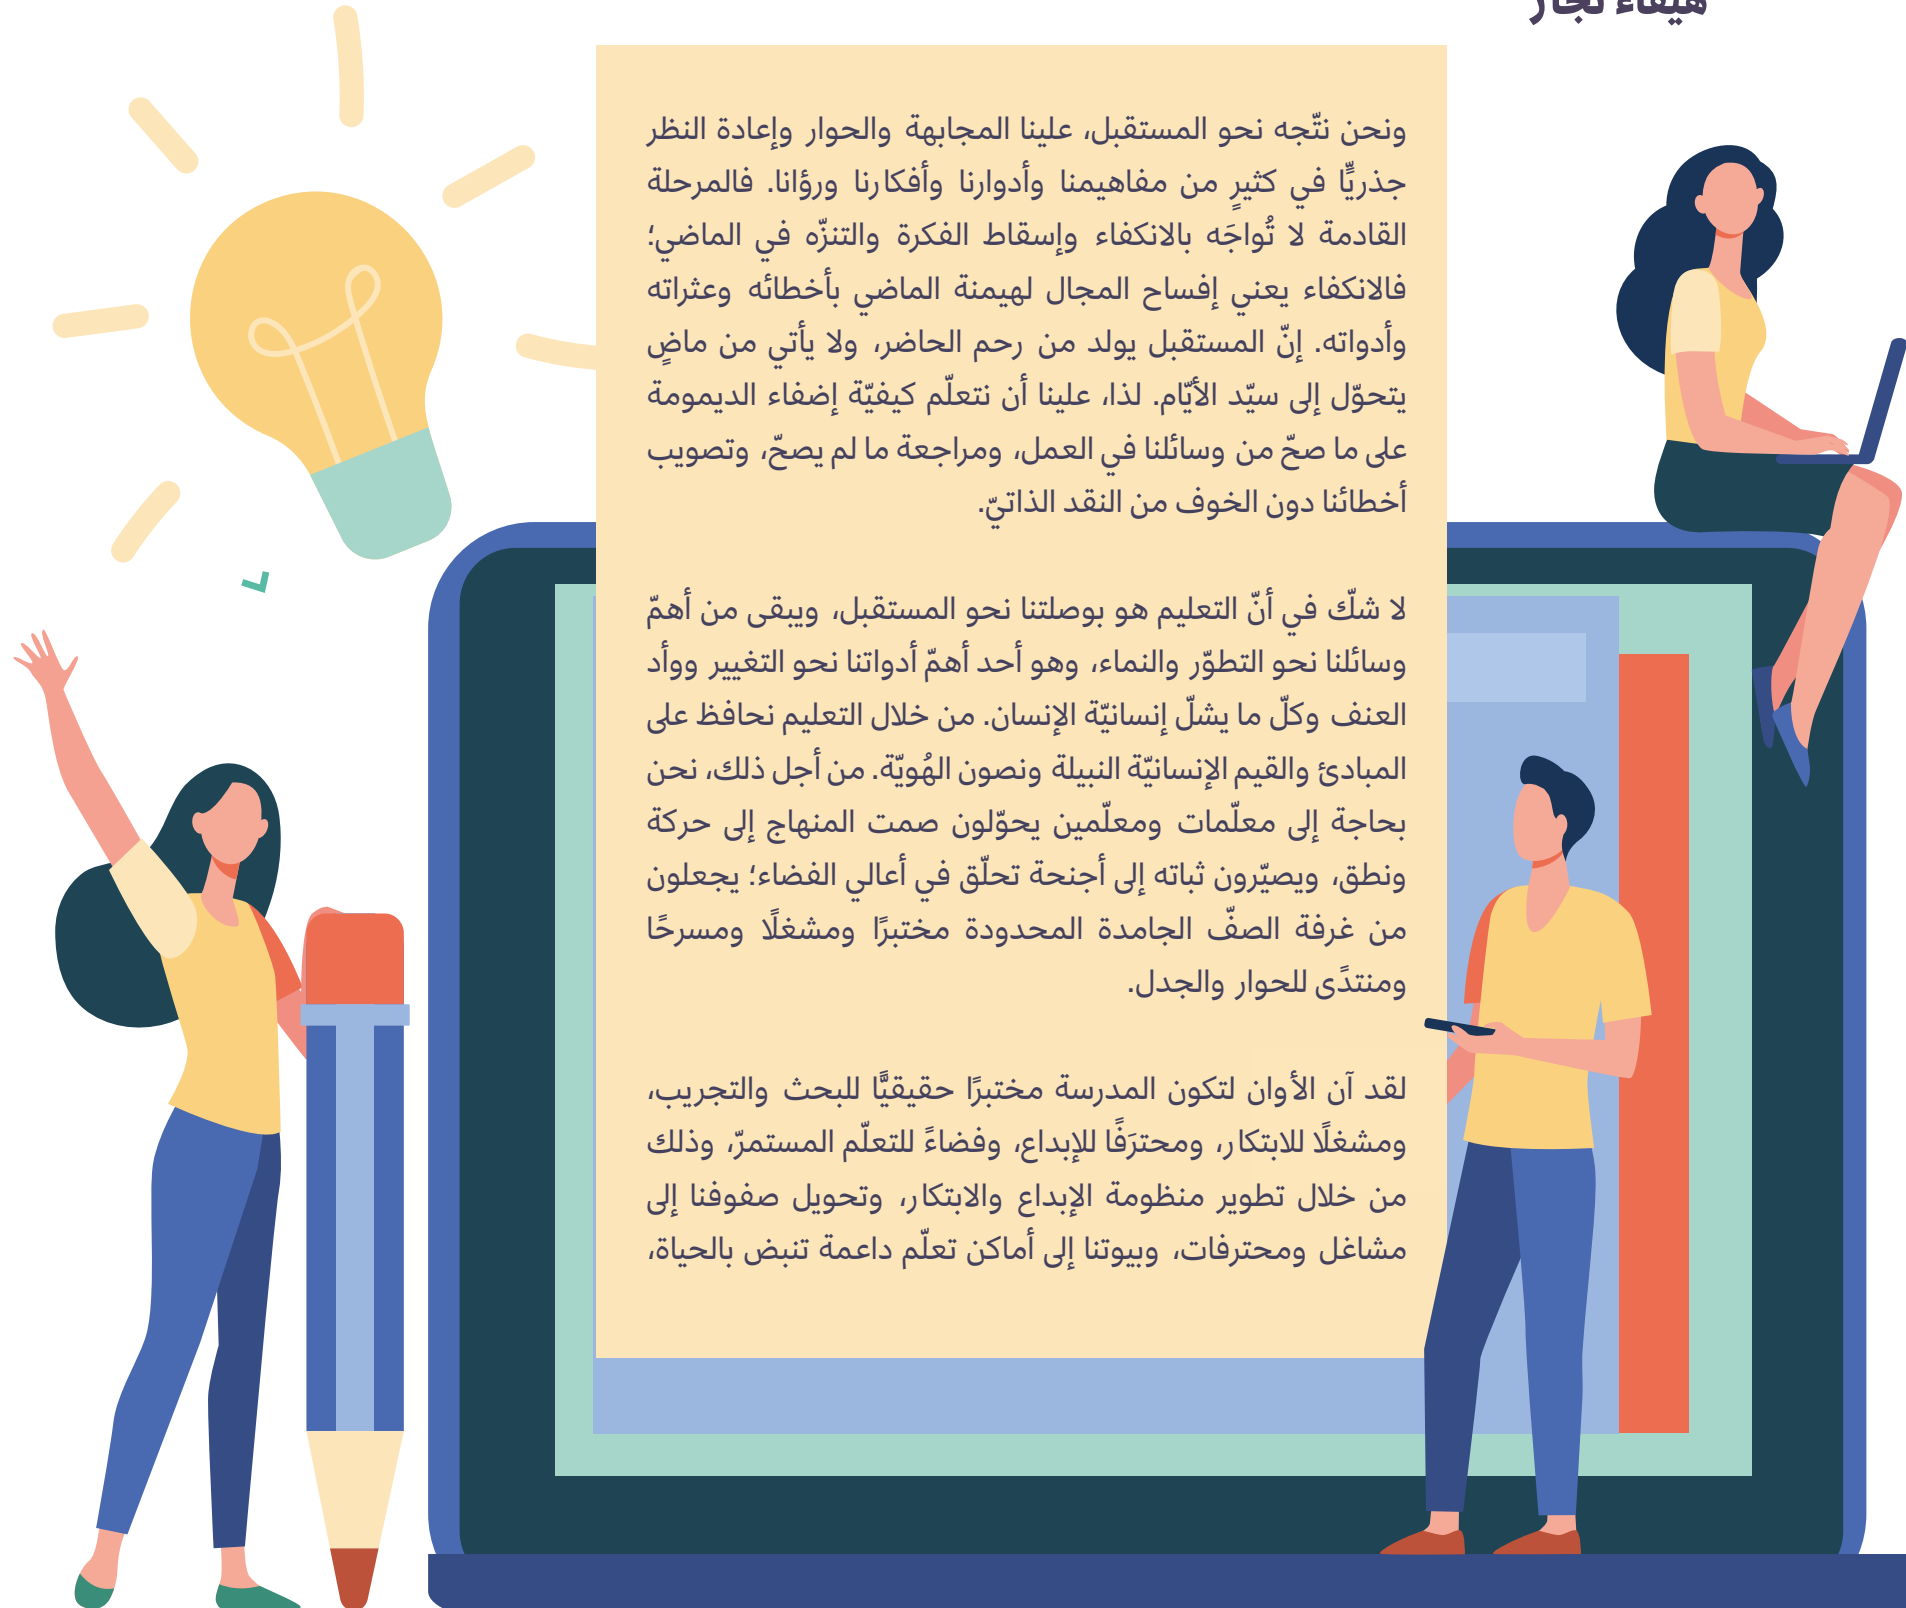 هيفاء نجار
ونحن نتّجه نحو المستقبل، علينا المجابهة والحوار وإعادة النظر
جذريًّا في كثيرٍ من مفاهيمنا وأدوارنا وأفكارنا ورؤانا. فالمرحلة
القادمة لا تُواجَه بالانكفاء وإسقاط الفكرة والتنزّه في الماضي؛
فالانكفاء يعني إفساح المجال لهيمنة الماضي بأخطائه وعثراته
وأدواته. إنّ المستقبل يولد من رحم الحاضر، ولا يأتي من ماضٍ
يتحوّل إلى سيّد الأيّام. لذا، علينا أن نتعلّم كيفيّة إضفاء الديمومة
على ما صحّ من وسائلنا في العمل، ومراجعة ما لم يصحّ، وتصويب
أخطائنا دون الخوف من النقد الذاتيّ.
لا شكّ في أنّ التعليم هو بوصلتنا نحو المستقبل، ويبقى من أهمّ
وسائلنا نحو التطوّر والنماء، وهو أحد أهمّ أدواتنا نحو التغيير ووأد
العنف وكلّ ما يشلّ إنسانيّة الإنسان. من خلال التعليم نحافظ على
المبادئ والقيم الإنسانيّة النبيلة ونصون الهُويّة. من أجل ذلك، نحن
بحاجة إلى معلّمات ومعلّمين يحوّلون صمت المنهاج إلى حركة
ونطق، ويصيّرون ثباته إلى أجنحة تحلّق في أعالي الفضاء؛ يجعلون
من غرفة الصفّ الجامدة المحدودة مختبرًا ومشغلًا ومسرحًا
ومنتدًى للحوار والجدل.
لقد آن الأوان لتكون المدرسة مختبرًا حقيقيًّا للبحث والتجريب،
ومشغلًا للابتكار، ومحترَفًا للإبداع، وفضاءً للتعلّم المستمرّ، وذلك
من خلال تطوير منظومة الإبداع والابتكار، وتحويل صفوفنا إلى
مشاغل ومحترفات، وبيوتنا إلى أماكن تعلّم داعمة تنبض بالحياة،